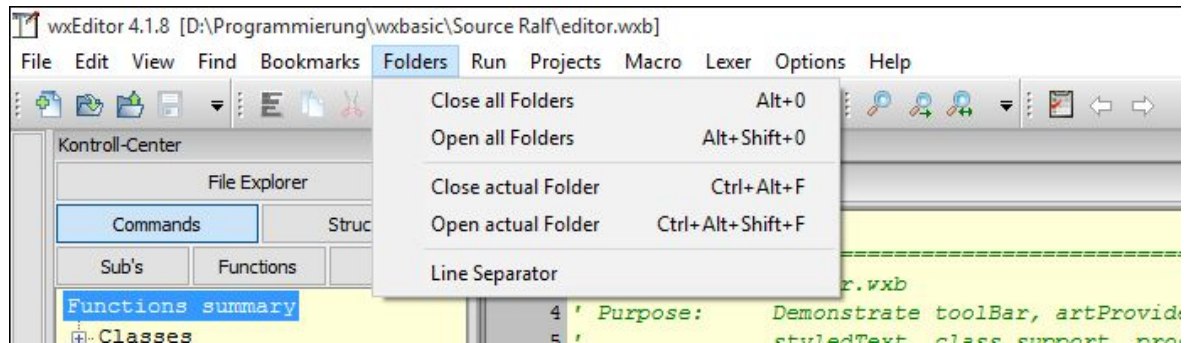 wxEditor 4.1.8 [D:\Programmierung\wxbasic\Source Ralf\editor.wxb]
File Edit View Find Bookmarks Folders Run Projects Macro Lexer Options Help
Close all Folders Alt+0
Open all Folders Alt+Shift+0
Close actual Folder Ctrl+Alt+F
Open actual Folder Ctrl+Alt+Shift+F
Line Separator
Kontroll-Center
File Explorer
Commands Struc
Sub's Functions
Functions summary
Classes
r.wxb
4 ' Purpose: Demonstrate toolBar, artProvide
5 ' styledText, class support, pro